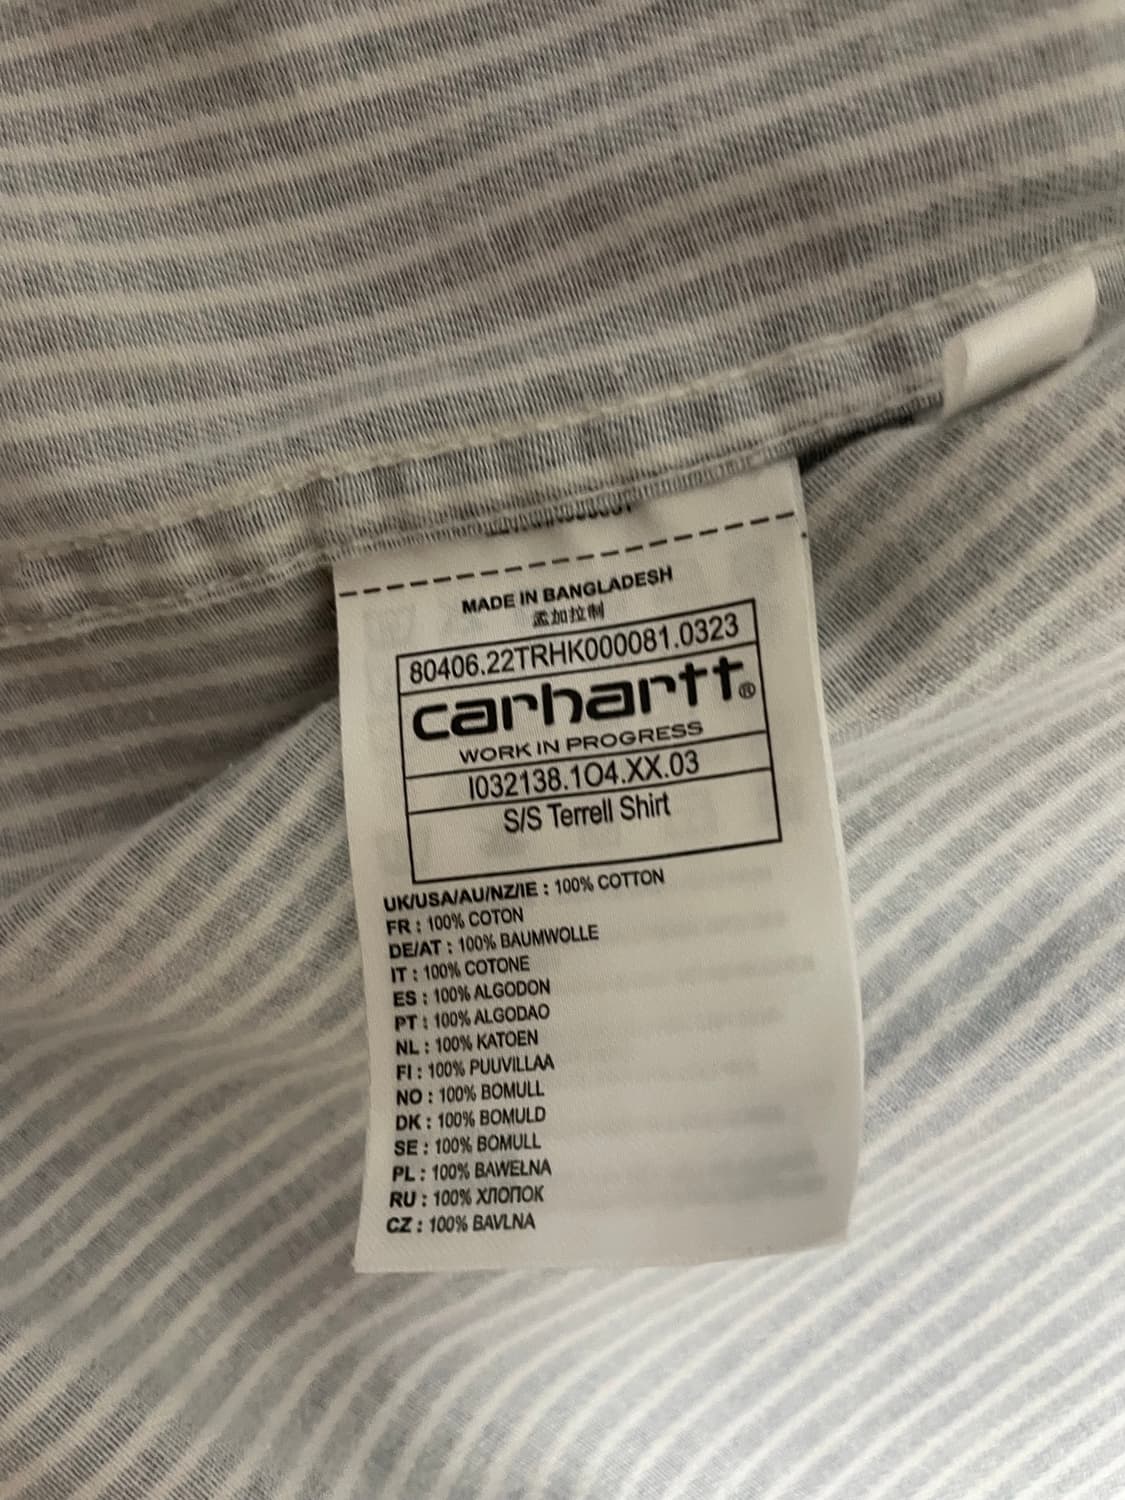 MADE IN BANGLADESH
孟加拉制
80406.22TRHK000081.0323
carhartt®
WORK IN PROGRESS
I032138.1O4.XX.03
S/S Terrell Shirt
UK/USA/AU/NZ/IE : 100% COTTON
FR : 100% COTON
DE/AT : 100% BAUMWOLLE
IT : 100% COTONE
ES : 100% ALGODON
PT : 100% ALGODAO
NL : 100% KATOEN
FI : 100% PUUVILLAA
NO : 100% BOMULL
DK : 100% BOMULD
SE : 100% BOMULL
PL : 100% BAWEŁNA
RU : 100% ХЛОПОК
CZ : 100% BAVLNA